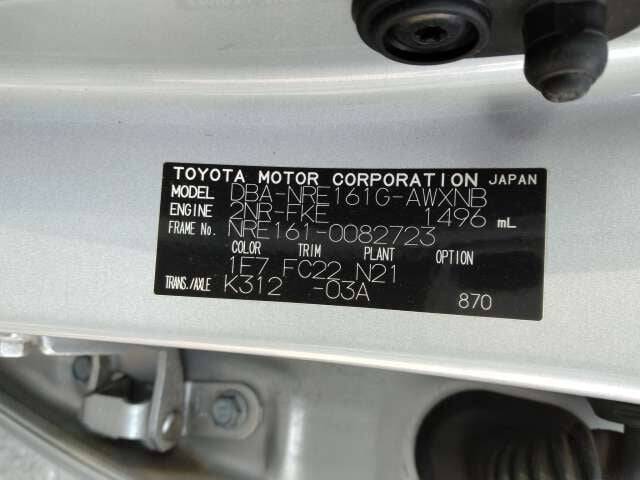 TOYOTA MOTOR CORPORATION JAPAN
MODEL DBA-NRE161G-AWXNB
ENGINE 2NR-FKE 1496 mL
FRAME No. NRE161-0082723
COLOR TRIM PLANT OPTION
1F7 FC22 N21
TRANS./AXLE K312 -03A 870